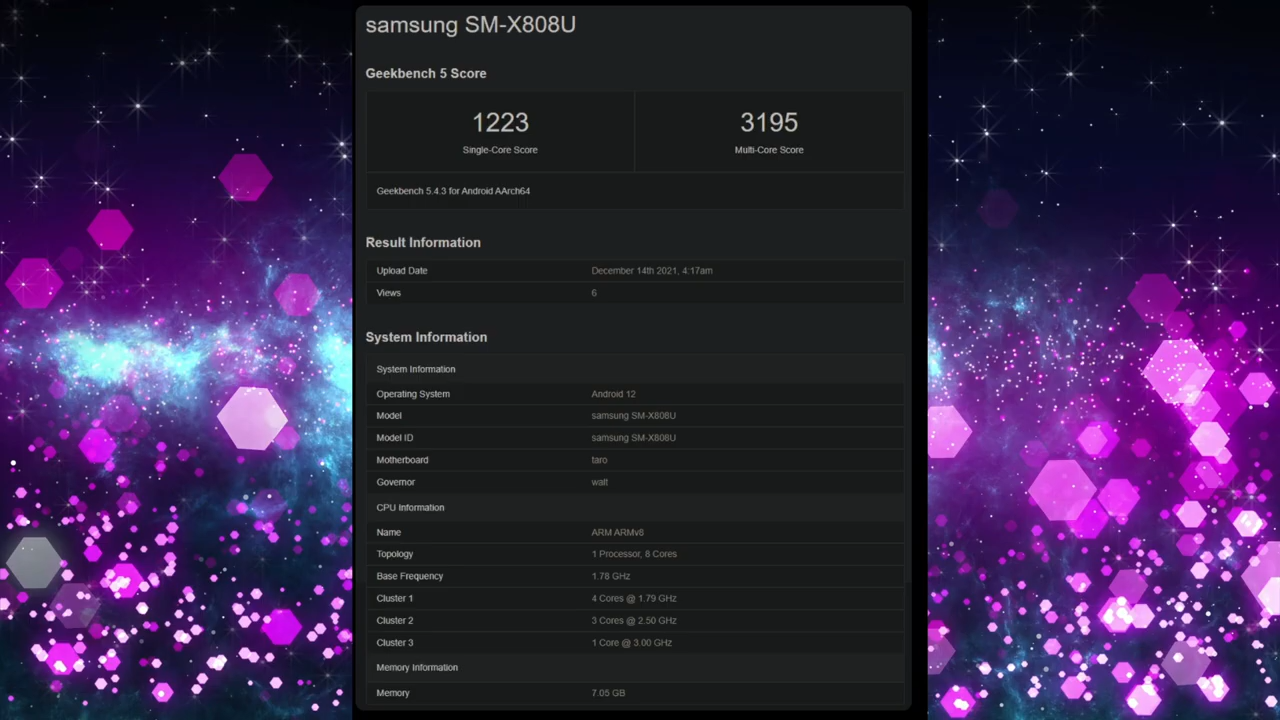 samsung SM-X808U
Geekbench 5 Score
1223 3195
Single-Core Score Multi-Core Score
Geekbench 5.4.3 for Android AArch64
Result Information
Upload Date December 14th 2021, 4:17am
Views 6
System Information
System Information
Operating System Android 12
Model samsung SM-X808U
Model ID samsung SM-X808U
Motherboard taro
Governor walt
CPU Information
Name ARM ARMv8
Topology 1 Processor, 8 Cores
Base Frequency 1.78 GHz
Cluster 1 4 Cores @ 1.79 GHz
Cluster 2 3 Cores @ 2.50 GHz
Cluster 3 1 Core @ 3.00 GHz
Memory Information
Memory 7.05 GB